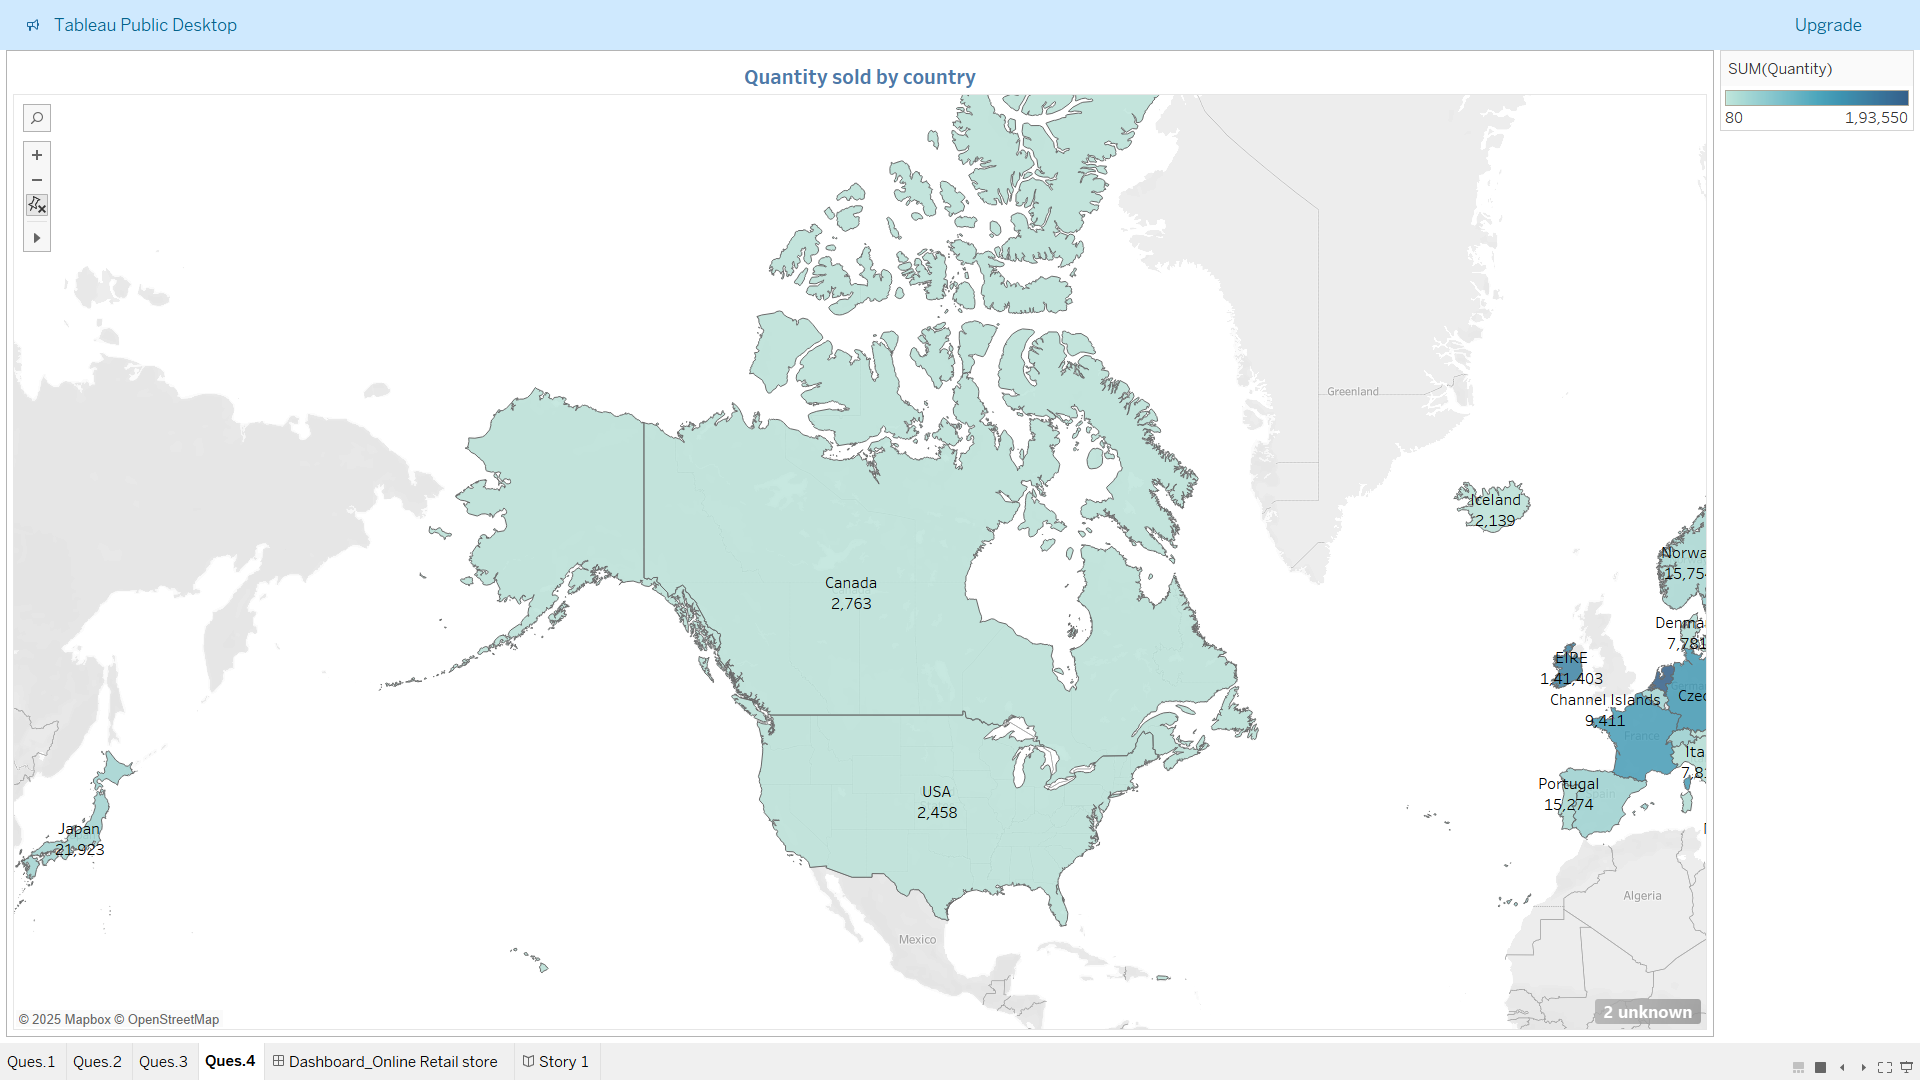 Tableau Public Desktop
Upgrade
Quantity sold by country
SUM(Quantity)
80
1,93,550
Greenland
Iceland
2,139
Norwa
15,75
Canada
2,763
Denma
7,781
EIRE
1,41,403
Channel Islands
9,411
Czec
France
Ita
7,8
Portugal
15,274
USA
2,458
Japan
21,923
Algeria
Mexico
2 unknown
© 2025 Mapbox © OpenStreetMap
Ques.1
Ques.2
Ques.3
Ques.4
Dashboard_Online Retail store
Story 1